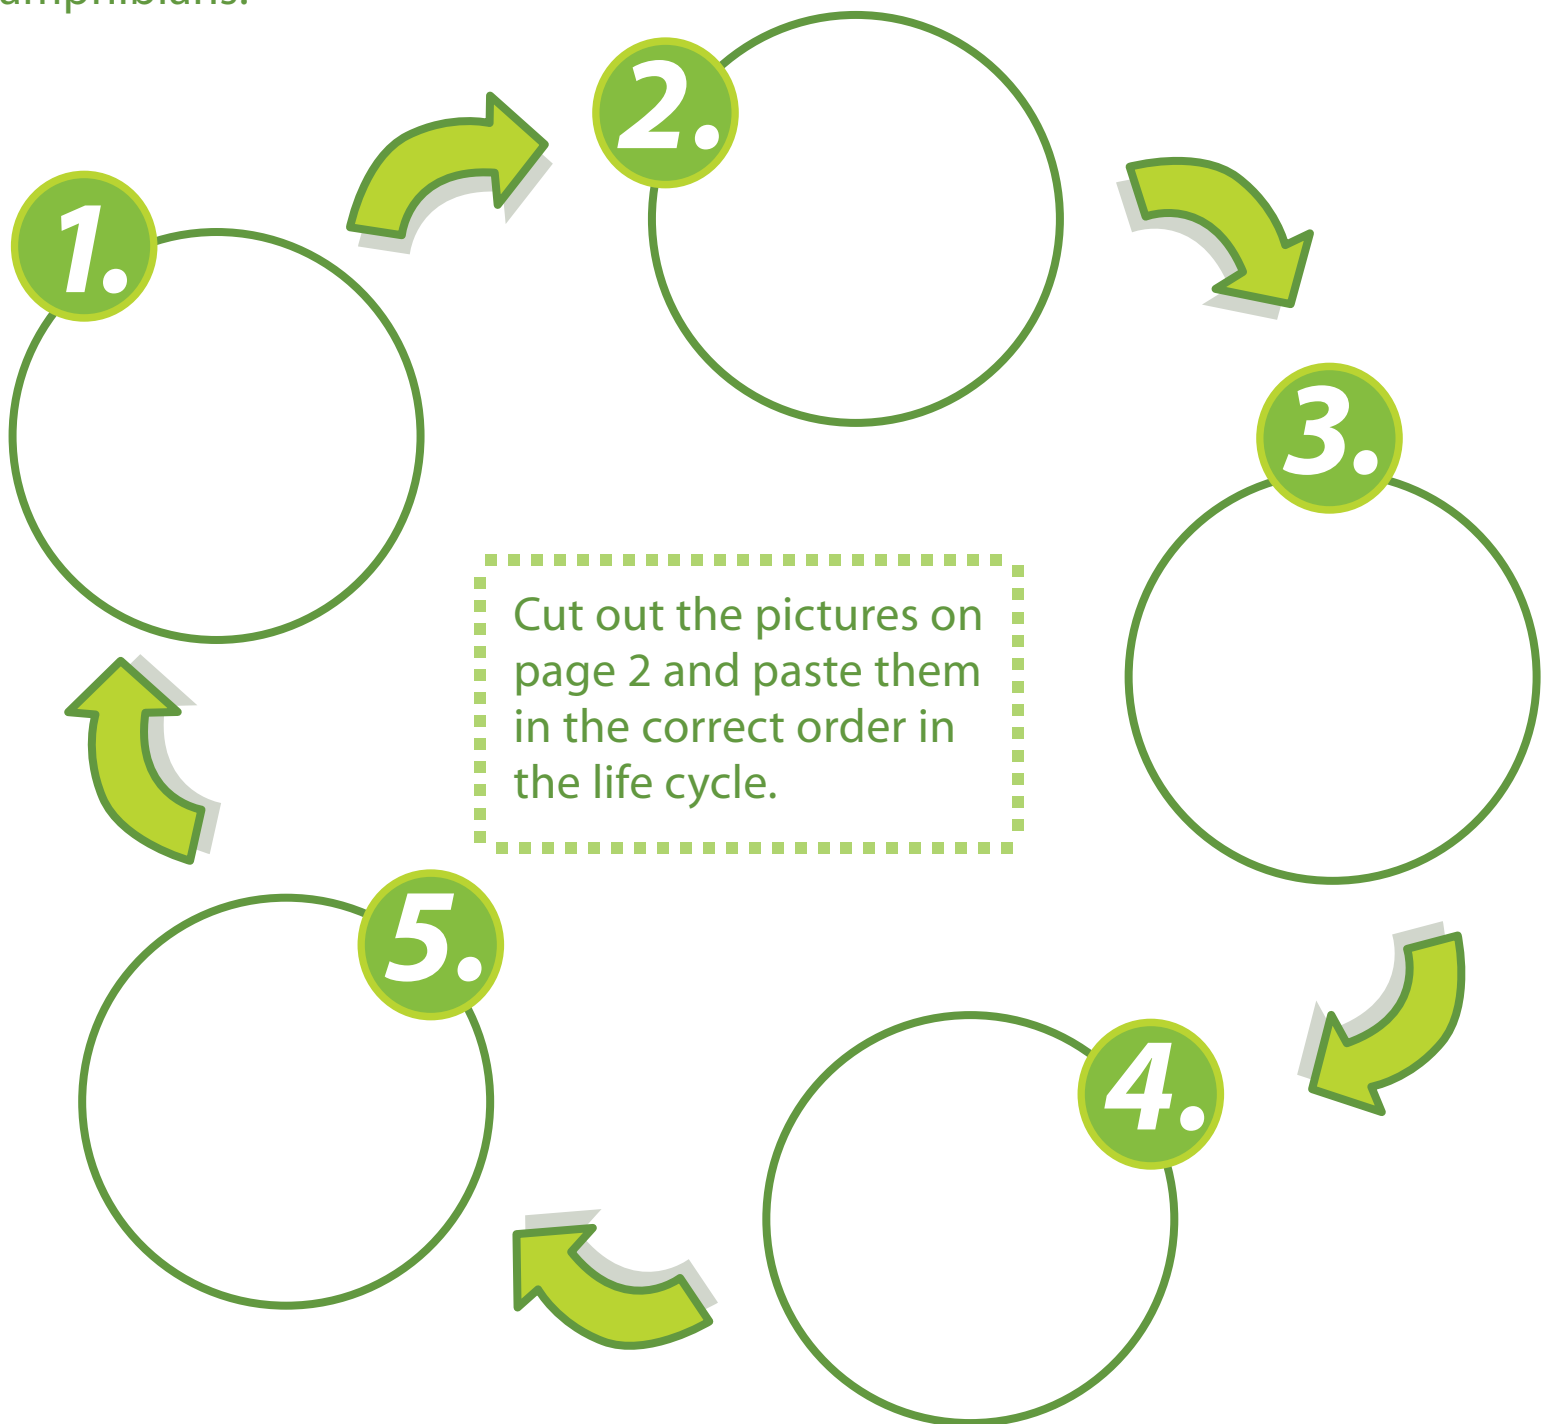 amphibians.
2.
1.
3.
Cut out the pictures on
page 2 and paste them
in the correct order in
the life cycle.
5.
4.